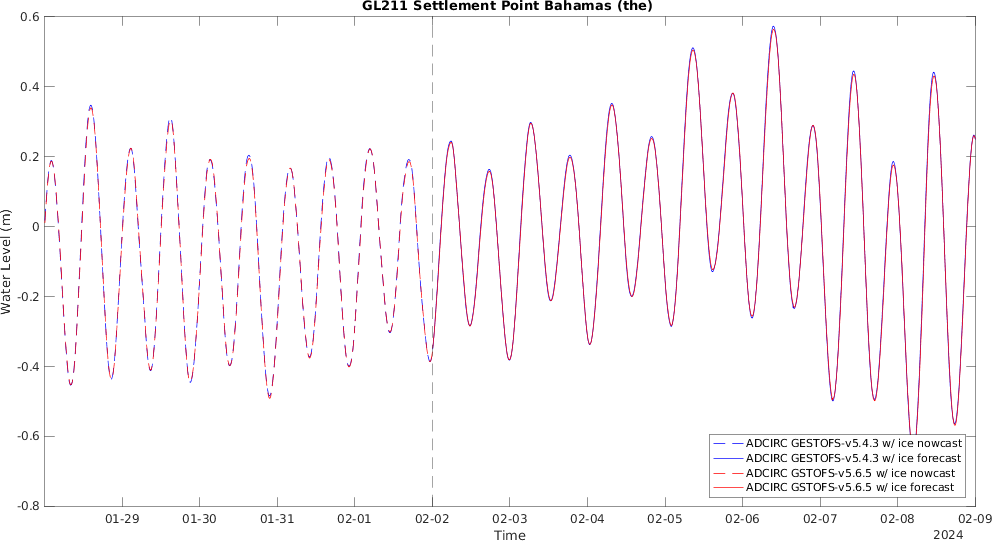 GL211 Settlement Point Bahamas (the)
0.6
0.4
0.2
0
-0.2
-0.4
-0.6
-0.8
Water Level (m)
ADCIRC GESTOFS-v5.4.3 w/ ice nowcast
ADCIRC GESTOFS-v5.4.3 w/ ice forecast
ADCIRC GSTOFS-v5.6.5 w/ ice nowcast
ADCIRC GSTOFS-v5.6.5 w/ ice forecast
01-29 01-30 01-31 02-01 02-02 02-03 02-04 02-05 02-06 02-07 02-08 02-09
Time
2024